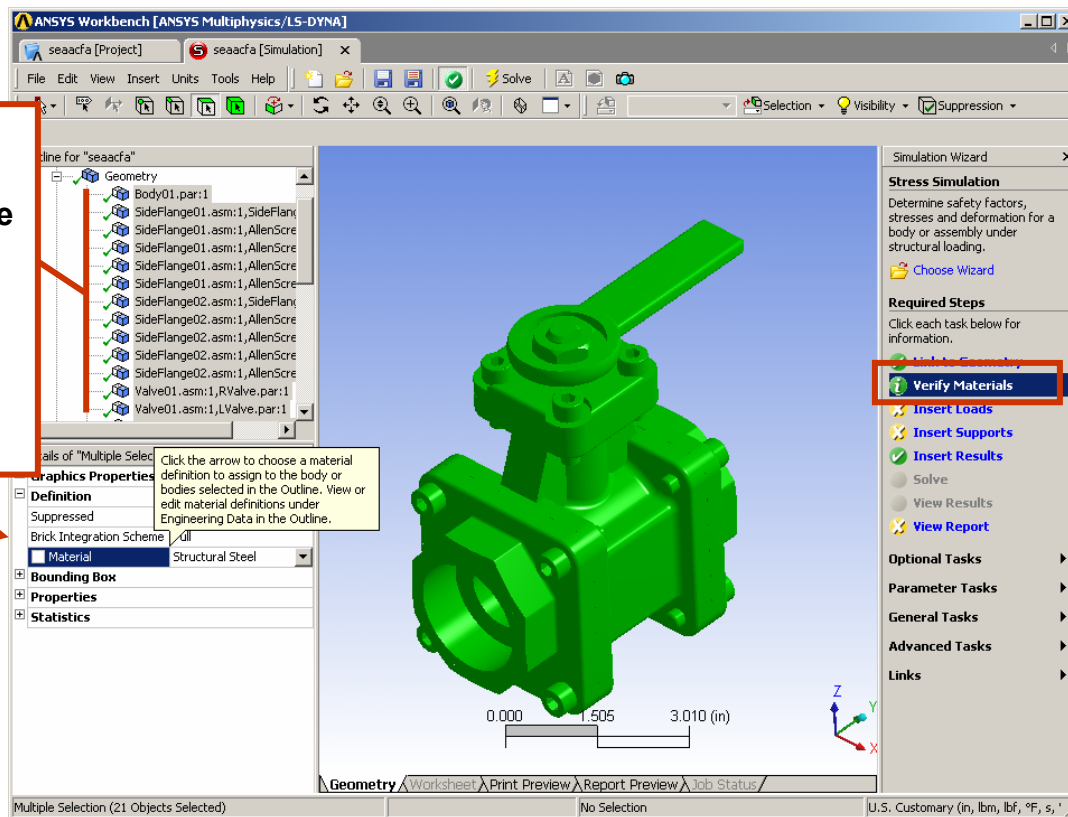 ANSYS Workbench [ANSYS Multiphysics/LS-DYNA]
seaacfa [Project]
seaacfa [Simulation]
File Edit View Insert Units Tools Help
Solve
Selection
Visibility
Suppression
"seaacfa"
e
Geometry
Body01.par:1
SideFlange01.asm:1,SideFlang
SideFlange01.asm:1,AllenScre
SideFlange01.asm:1,AllenScre
SideFlange01.asm:1,AllenScre
SideFlange01.asm:1,AllenScre
SideFlange02.asm:1,SideFlang
SideFlange02.asm:1,AllenScre
SideFlange02.asm:1,AllenScre
SideFlange02.asm:1,AllenScre
SideFlange02.asm:1,AllenScre
Valve01.asm:1,RValve.par:1
Valve01.asm:1,LValve.par:1
ails of "Multiple Selec
Click the arrow to choose a material
definition to assign to the body or
bodies selected in the Outline. View or
edit material definitions under
Engineering Data in the Outline.
Graphics Properties
Definition
Suppressed
Brick Integration Scheme
Material Structural Steel
Bounding Box
Properties
Statistics
0.000 1.505 3.010 (in)
Z
Y
X
Geometry Worksheet Print Preview Report Preview Job Status
Simulation Wizard
Stress Simulation
Determine safety factors,
stresses and deformation for a
body or assembly under
structural loading.
Choose Wizard
Required Steps
Click each task below for
information.
Link to Geometry
Verify Materials
Insert Loads
Insert Supports
Insert Results
Solve
View Results
View Report
Optional Tasks
Parameter Tasks
General Tasks
Advanced Tasks
Links
Multiple Selection (21 Objects Selected)
No Selection
U.S. Customary (in, lbm, lbf, °F, s, '